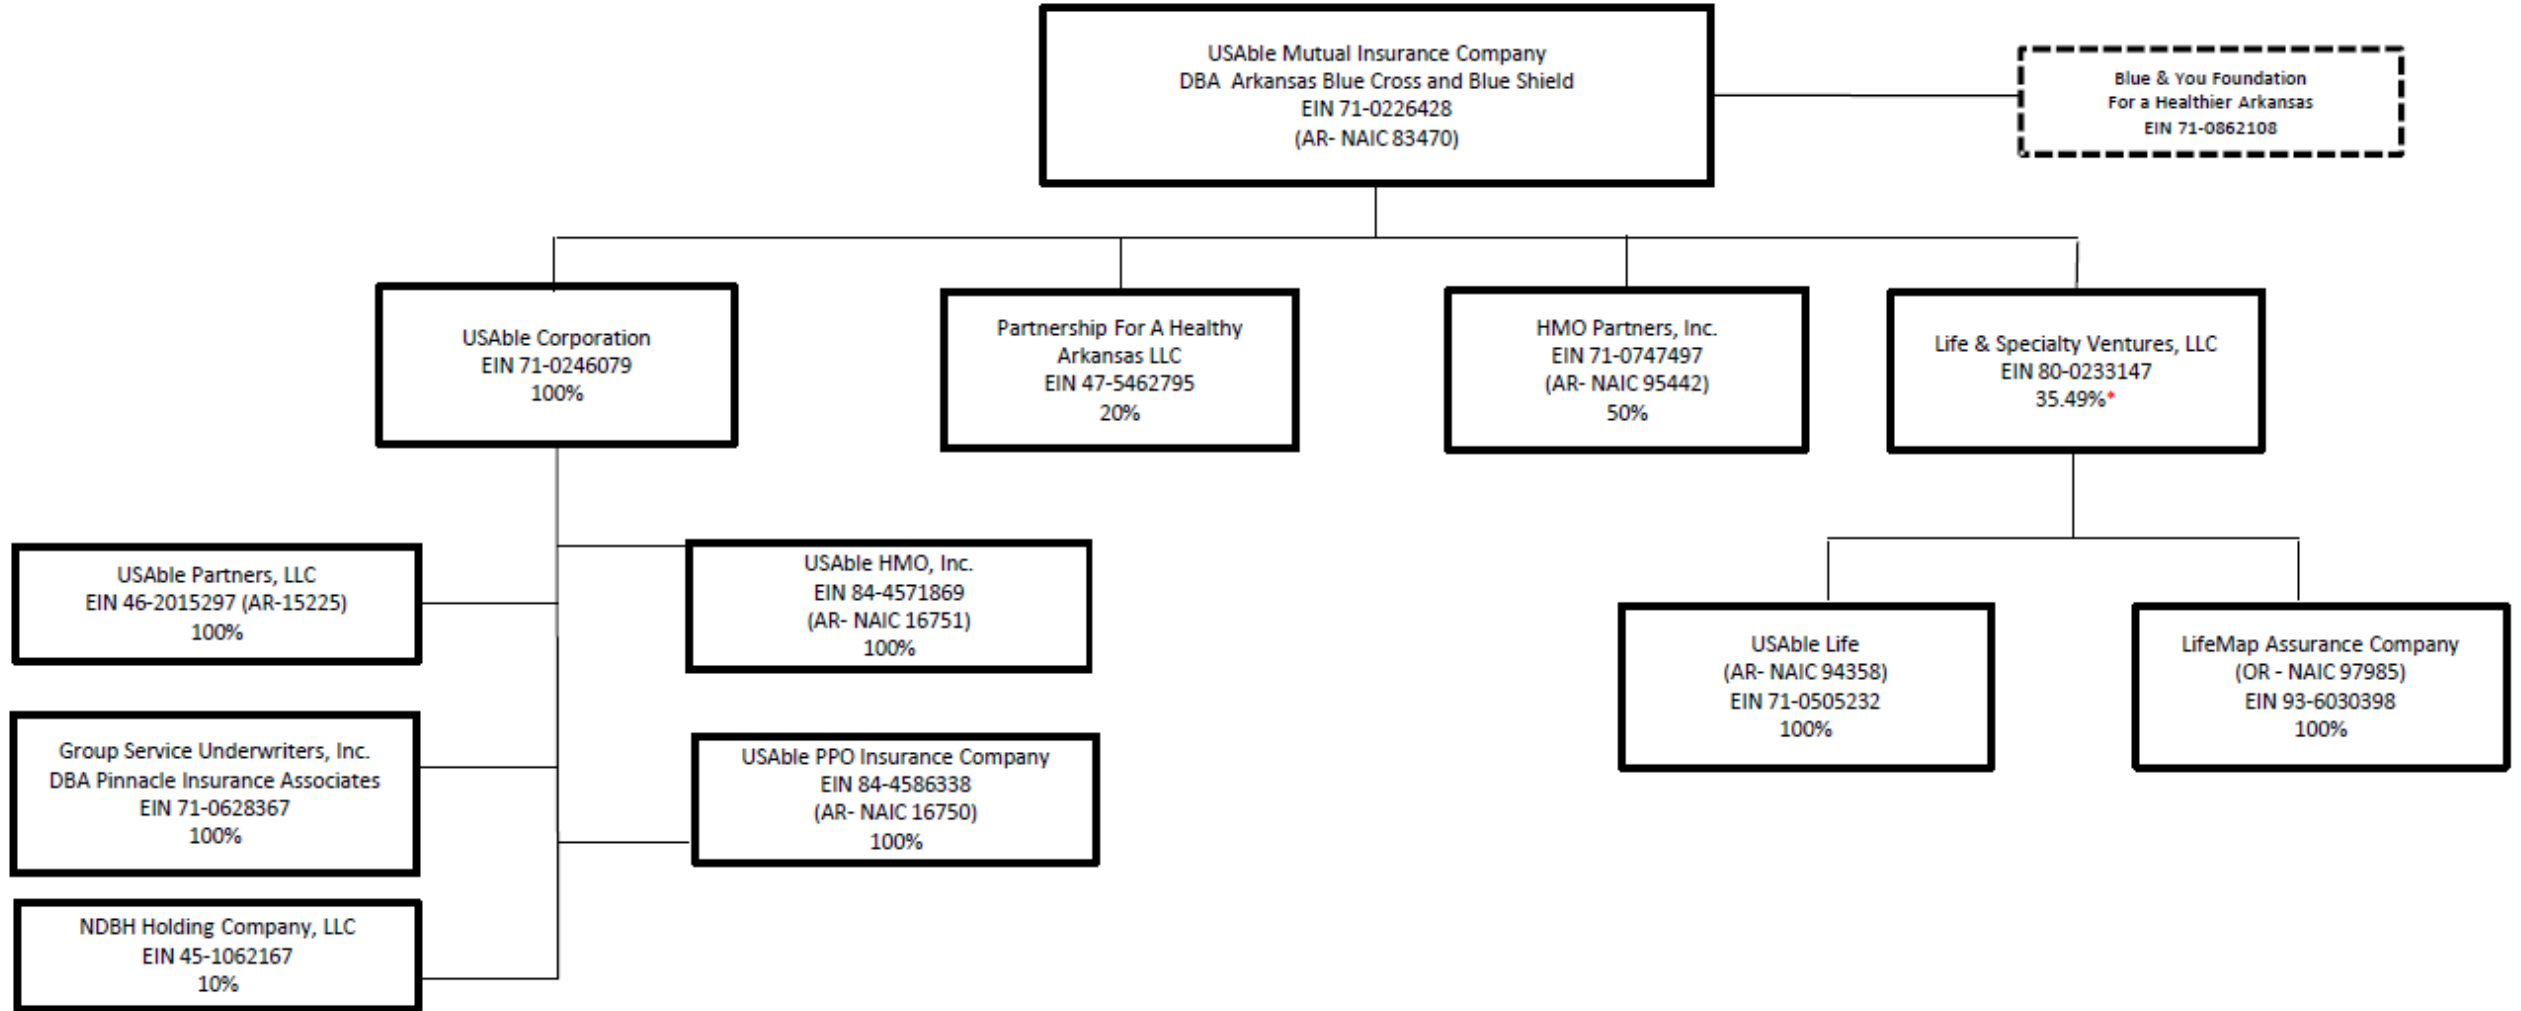 USAble Mutual Insurance Company
DBA Arkansas Blue Cross and Blue Shield
EIN 71-0226428
(AR- NAIC 83470)
Blue & You Foundation
For a Healthier Arkansas
EIN 71-0862108
USAble Corporation
EIN 71-0246079
100%
Partnership For A Healthy
Arkansas LLC
EIN 47-5462795
20%
HMO Partners, Inc.
EIN 71-0747497
(AR- NAIC 95442)
50%
Life & Specialty Ventures, LLC
EIN 80-0233147
35.49%*
USAble Partners, LLC
EIN 46-2015297 (AR-15225)
100%
USAble HMO, Inc.
EIN 84-4571869
(AR- NAIC 16751)
100%
USAble Life
(AR- NAIC 94358)
EIN 71-0505232
100%
LifeMap Assurance Company
(OR - NAIC 97985)
EIN 93-6030398
100%
Group Service Underwriters, Inc.
DBA Pinnacle Insurance Associates
EIN 71-0628367
100%
USAble PPO Insurance Company
EIN 84-4586338
(AR- NAIC 16750)
100%
NDBH Holding Company, LLC
EIN 45-1062167
10%